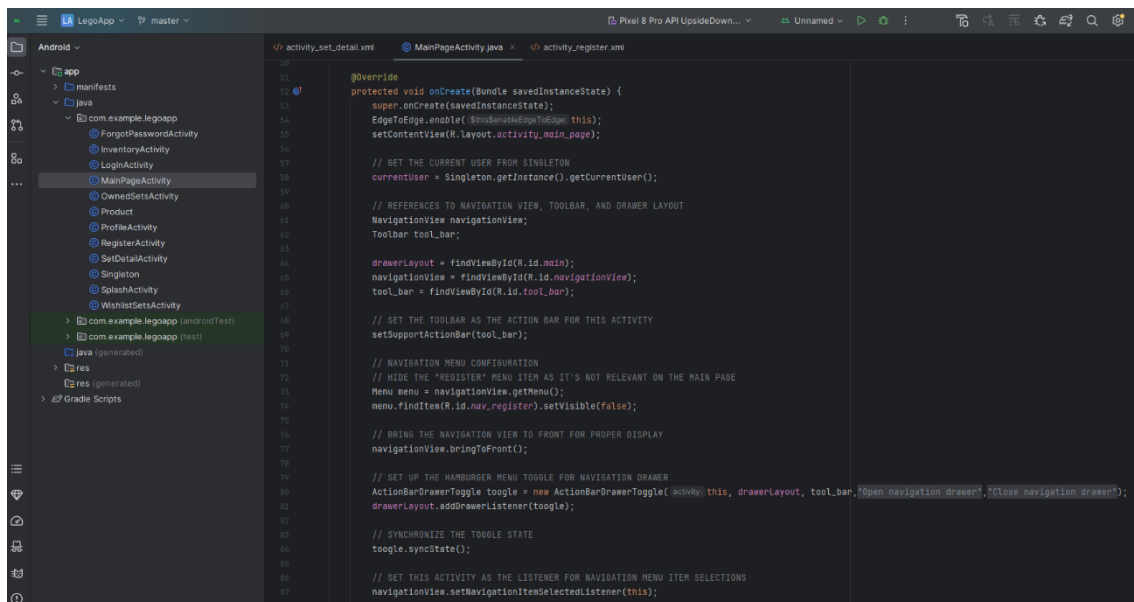 LA LegoApp master Pixel 8 Pro API UpsideDown... Unnamed
Android
activity_set_detail.xml MainPageActivity.java activity_register.xml
app
manifests
java
com.example.legoapp
ForgotPasswordActivity
InventoryActivity
LogInActivity
MainPageActivity
OwnedSetsActivity
Product
ProfileActivity
RegisterActivity
SetDetailActivity
Singleton
SplashActivity
WishlistSetsActivity
com.example.legoapp (androidTest)
com.example.legoapp (test)
java (generated)
res
res (generated)
Gradle Scripts
50
51 @Override
52 protected void onCreate(Bundle savedInstanceState) {
53 super.onCreate(savedInstanceState);
54 EdgeToEdge.enable( $this$enableEdgeToEdge: this);
55 setContentView(R.layout.activity_main_page);
56
57 // GET THE CURRENT USER FROM SINGLETON
58 currentUser = Singleton.getInstance().getCurrentUser();
59
60 // REFERENCES TO NAVIGATION VIEW, TOOLBAR, AND DRAWER LAYOUT
61 NavigationView navigationView;
62 Toolbar tool_bar;
63
64 drawerLayout = findViewById(R.id.main);
65 navigationView = findViewById(R.id.navigationView);
66 tool_bar = findViewById(R.id.tool_bar);
67
68 // SET THE TOOLBAR AS THE ACTION BAR FOR THIS ACTIVITY
69 setSupportActionBar(tool_bar);
70
71 // NAVIGATION MENU CONFIGURATION
72 // HIDE THE "REGISTER" MENU ITEM AS IT'S NOT RELEVANT ON THE MAIN PAGE
73 Menu menu = navigationView.getMenu();
74 menu.findItem(R.id.nav_register).setVisible(false);
75
76 // BRING THE NAVIGATION VIEW TO FRONT FOR PROPER DISPLAY
77 navigationView.bringToFront();
78
79 // SET UP THE HAMBURGER MENU TOGGLE FOR NAVIGATION DRAWER
80 ActionBarDrawerToggle toogle = new ActionBarDrawerToggle( activity: this, drawerLayout, tool_bar,"Open navigation drawer","Close navigation drawer");
81 drawerLayout.addDrawerListener(toogle);
82
83 // SYNCHRONIZE THE TOGGLE STATE
84 toogle.syncState();
85
86 // SET THIS ACTIVITY AS THE LISTENER FOR NAVIGATION MENU ITEM SELECTIONS
87 navigationView.setNavigationItemSelectedListener(this);